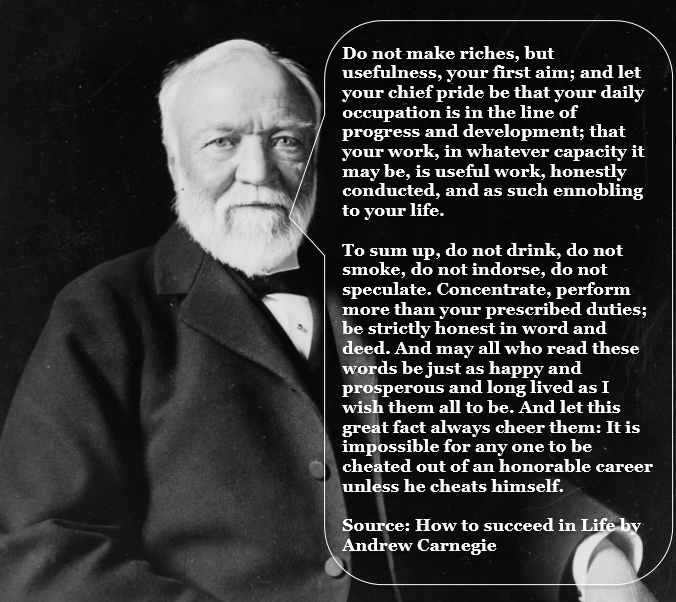 Do not make riches, but
usefulness, your first aim; and let
your chief pride be that your daily
occupation is in the line of
progress and development; that
your work, in whatever capacity it
may be, is useful work, honestly
conducted, and as such ennobling
to your life.
To sum up, do not drink, do not
smoke, do not indorse, do not
speculate. Concentrate, perform
more than your prescribed duties;
be strictly honest in word and
deed. And may all who read these
words be just as happy and
prosperous and long lived as I
wish them all to be. And let this
great fact always cheer them: It is
impossible for any one to be
cheated out of an honorable career
unless he cheats himself.
Source: How to succeed in Life by
Andrew Carnegie